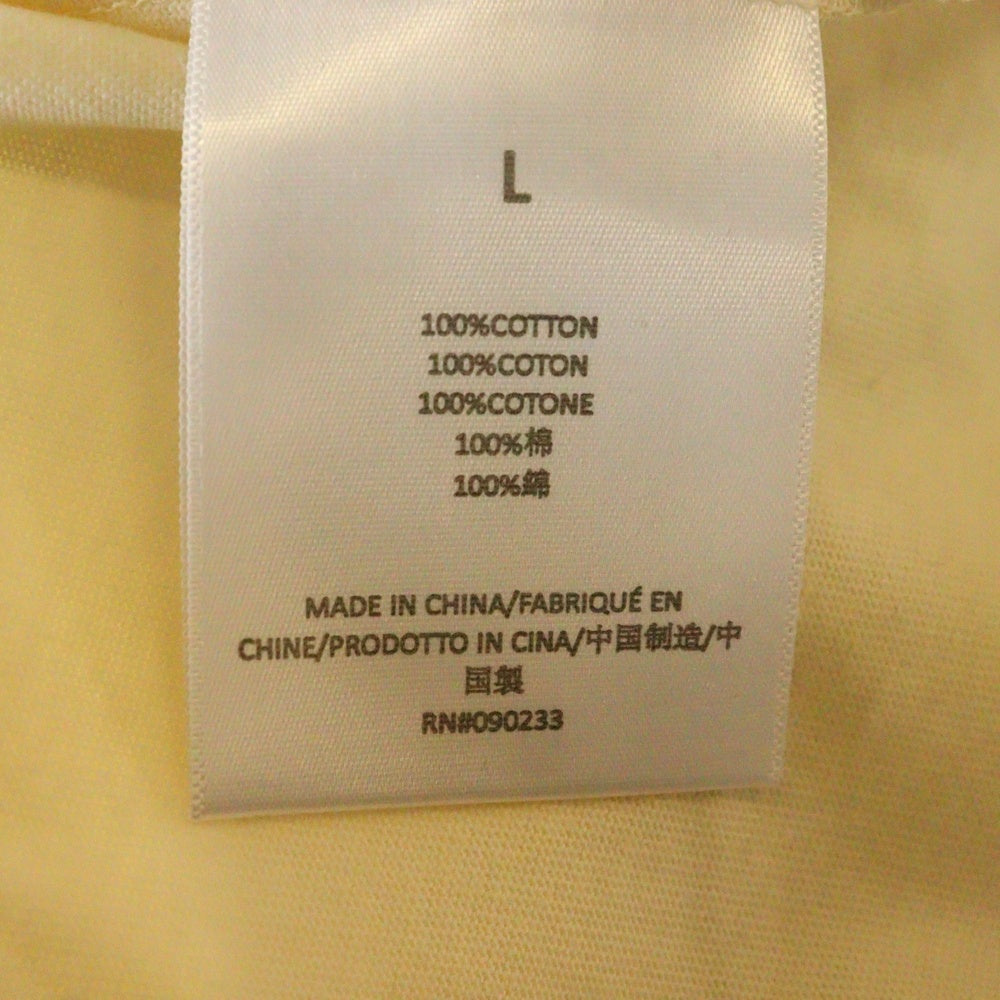 L
100%COTTON
100%COTON
100%COTONE
100%棉
100%綿
MADE IN CHINA/FABRIQUÉ EN
CHINE/PRODOTTO IN CINA/中国制造/中
国製
RN#090233